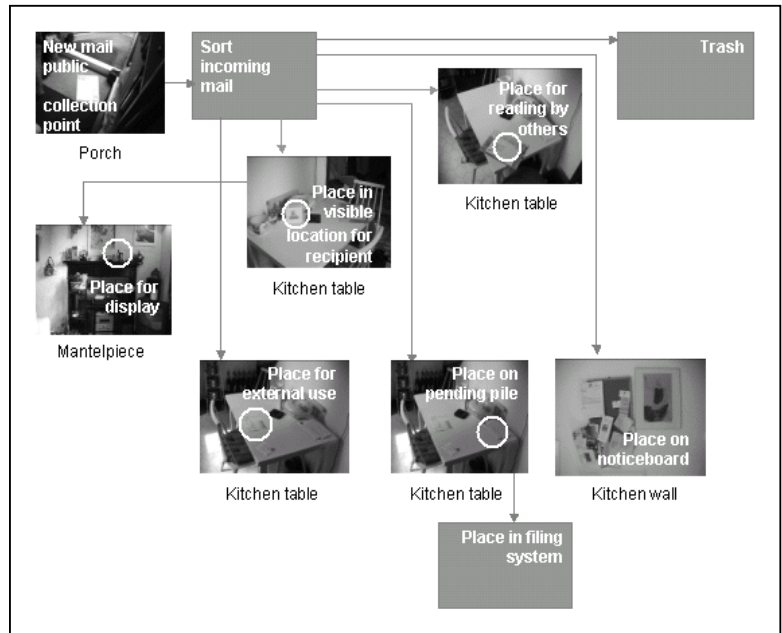 New mail
public
collection
point
Porch
Sort
incoming
mail
Trash
Place for
reading by
others
Kitchen table
Place in
visible
location for
recipient
Kitchen table
Place for
display
Mantelpiece
Place for
external use
Kitchen table
Place on
pending pile
Kitchen table
Place on
noticeboard
Kitchen wall
Place in filing
system